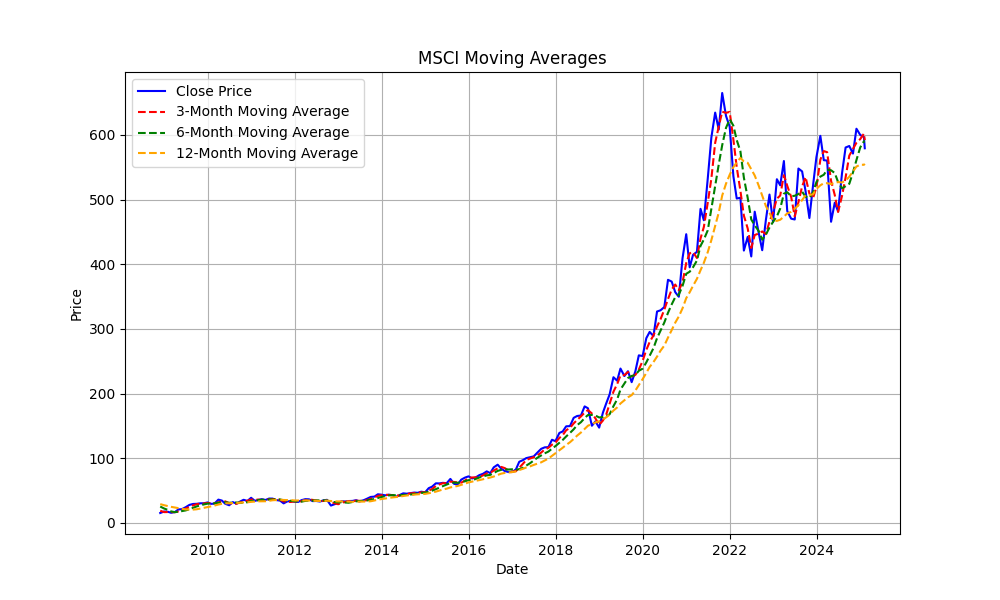 MSCI Moving Averages
Close Price
3-Month Moving Average
6-Month Moving Average
12-Month Moving Average
Price
600
500
400
300
200
100
0
2010 2012 2014 2016 2018 2020 2022 2024
Date